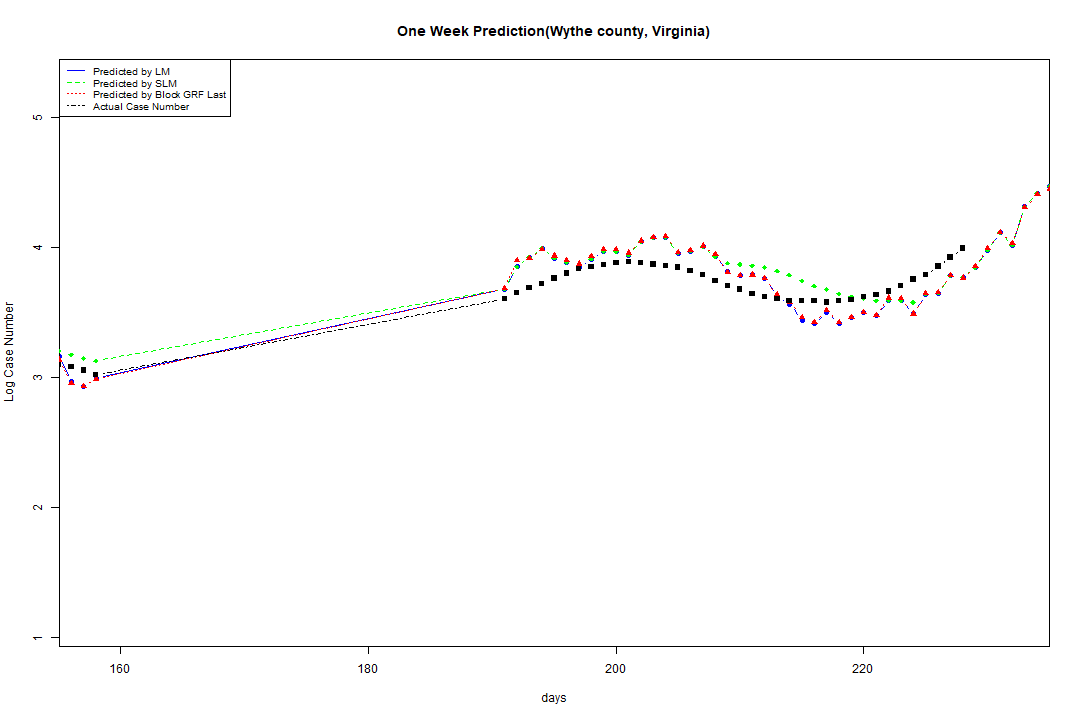 One Week Prediction(Wythe county, Virginia)
Predicted by LM
Predicted by SLM
Predicted by Block GRF Last
Actual Case Number
5
4
3
2
1
Log Case Number
160 180 200 220
days